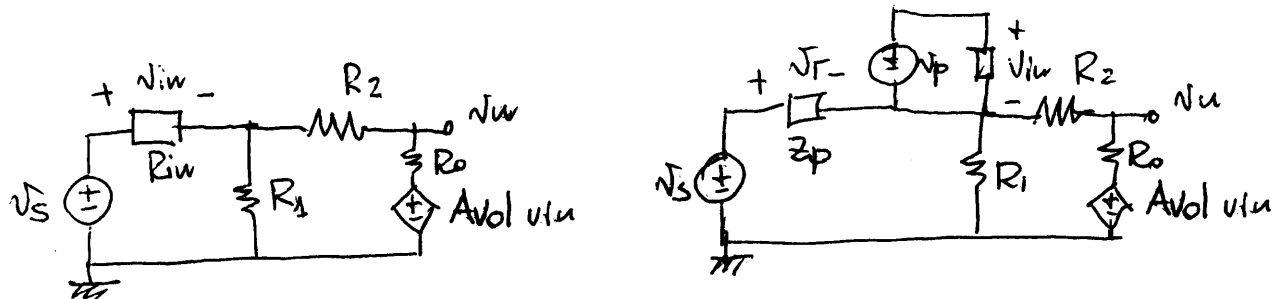 + vin -
Rin
R2
vu
Ro
vs
+
-
R1
+
-
Avol vin
+ vr -
Zp
vp
+
-
+
vin
-
R2
vu
Ro
vs
+
-
R1
+
-
Avol vin